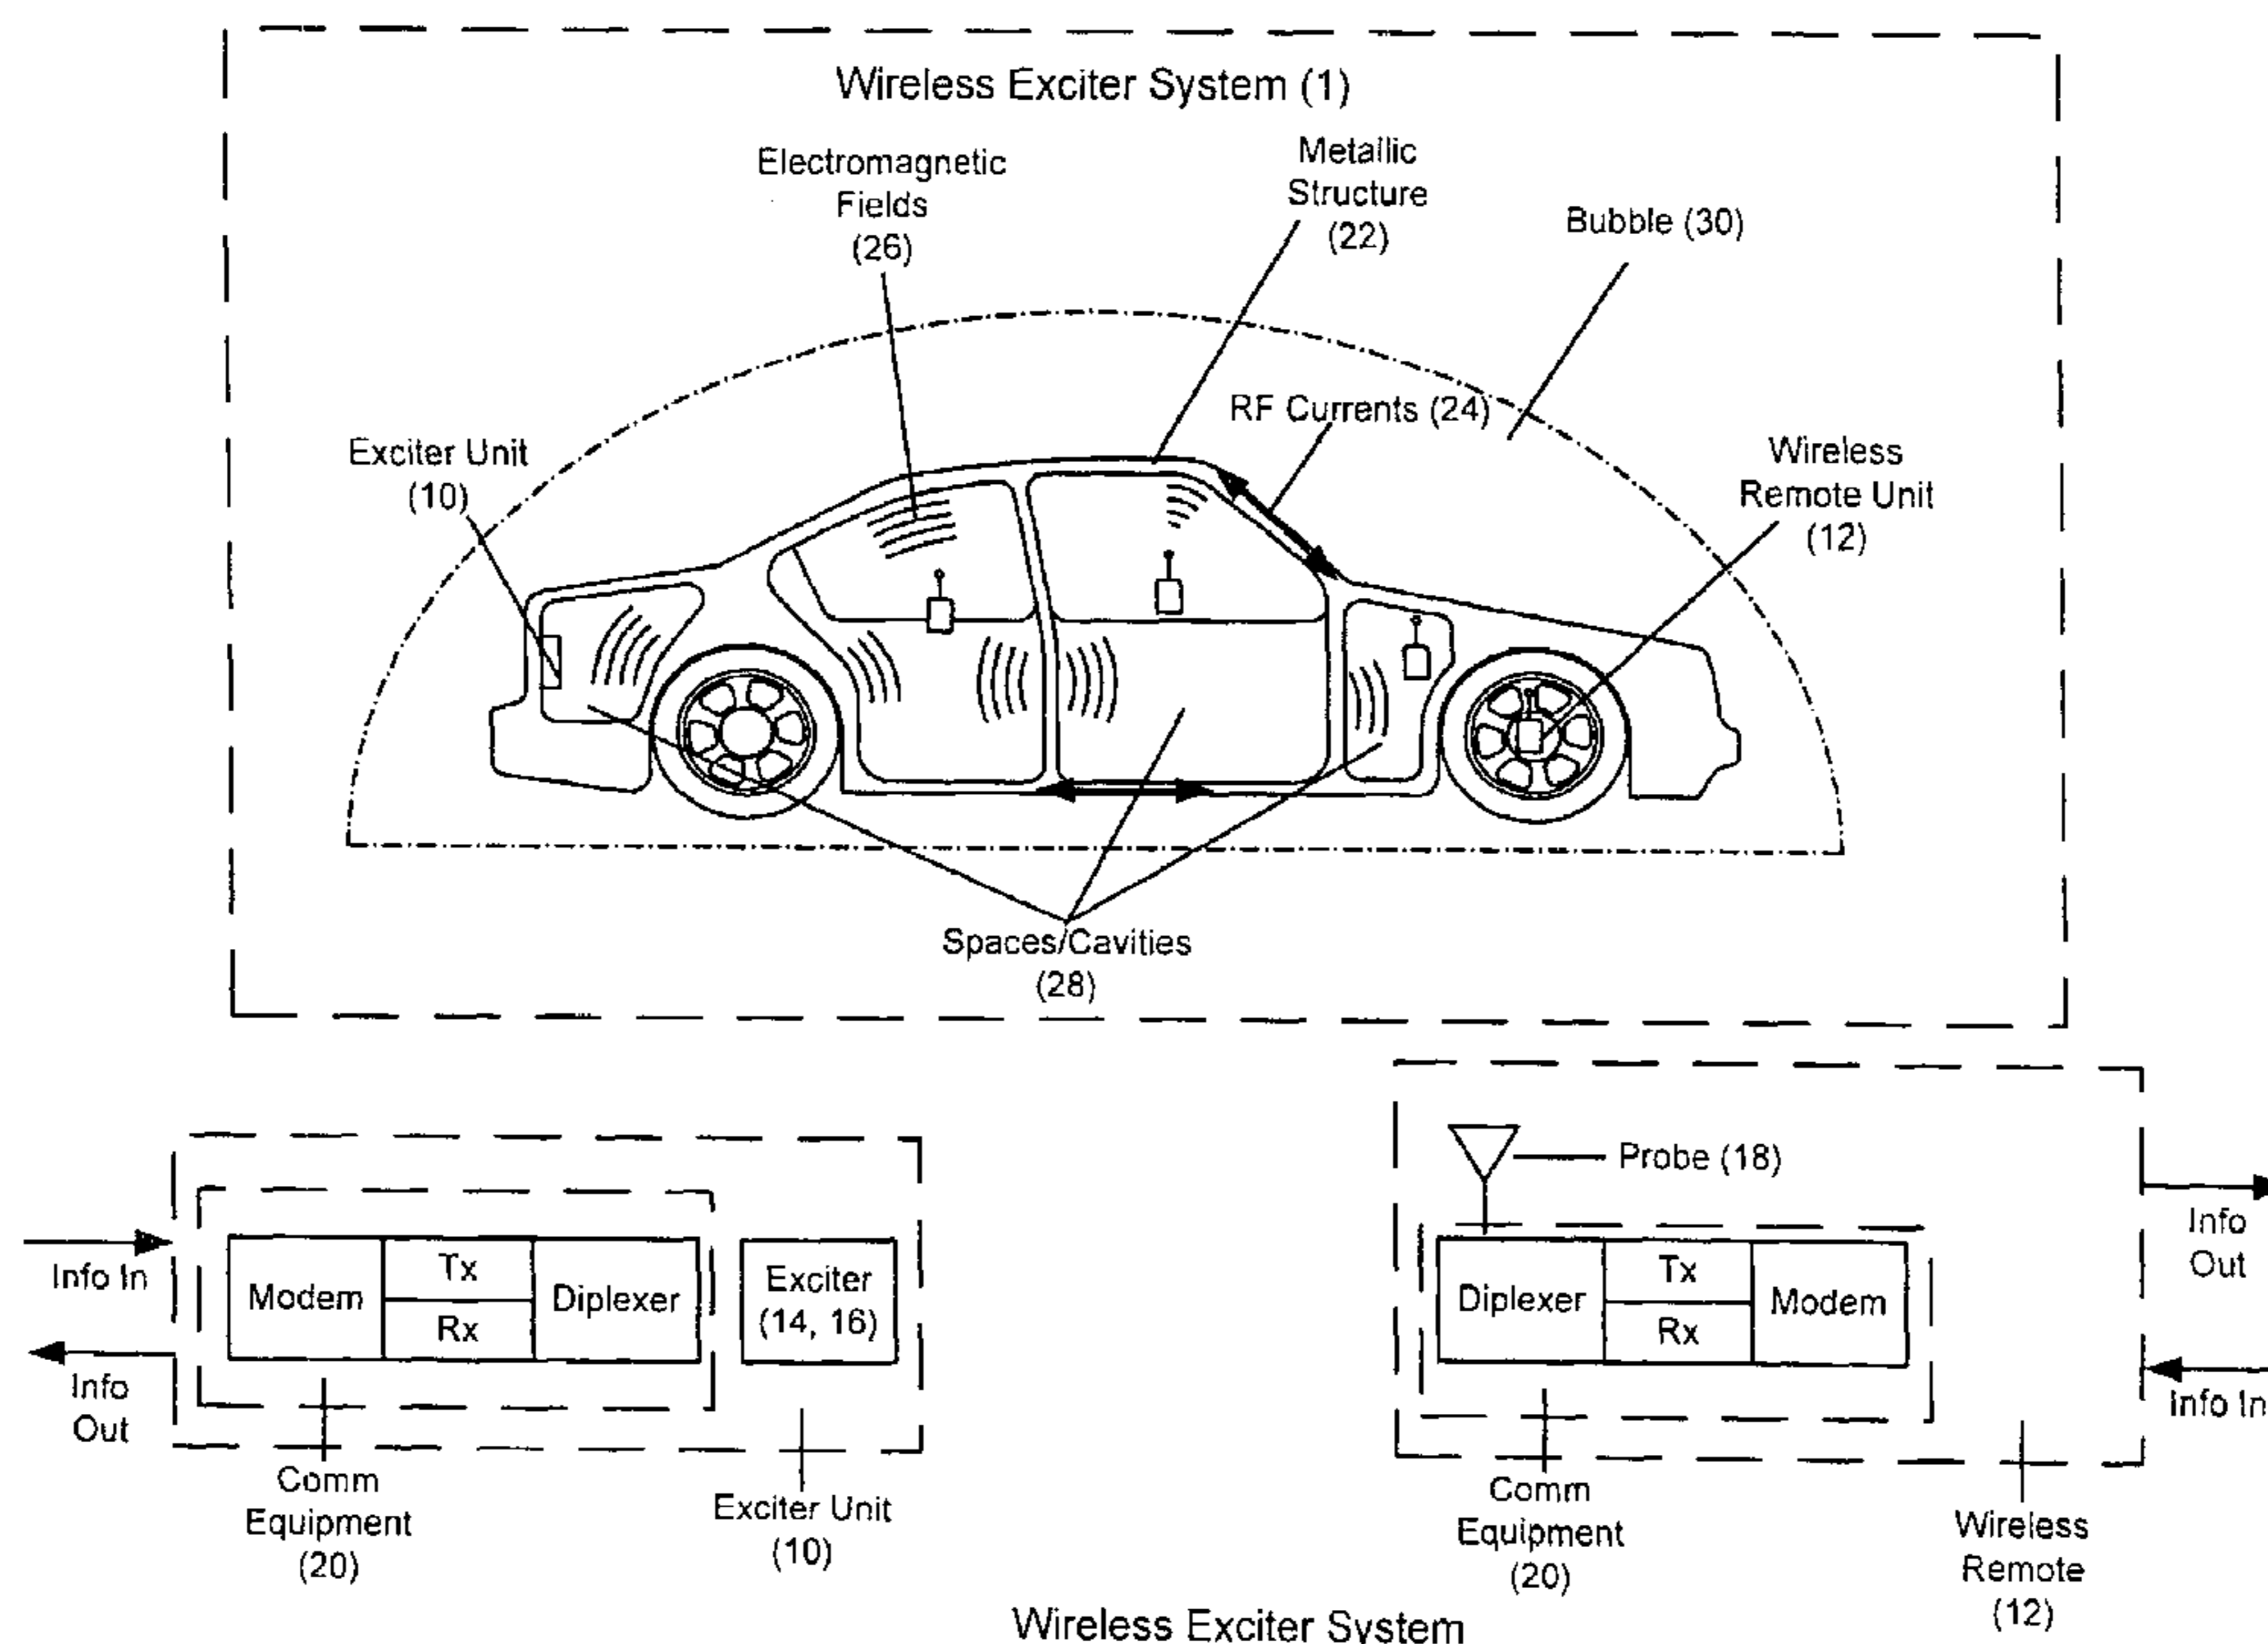 Wireless Exciter System (1)
Electromagnetic
Fields
(26)
Metallic
Structure
(22)
Bubble (30)
RF Currents (24)
Exciter Unit
(10)
Wireless
Remote Unit
(12)
Spaces/Cavities
(28)
Info In
Info
Out
Modem
Tx
Rx
Diplexer
Exciter
(14, 16)
Comm
Equipment
(20)
Exciter Unit
(10)
Probe (18)
Diplexer
Tx
Rx
Modem
Info
Out
Info In
Comm
Equipment
(20)
Wireless
Remote
(12)
Wireless Exciter System